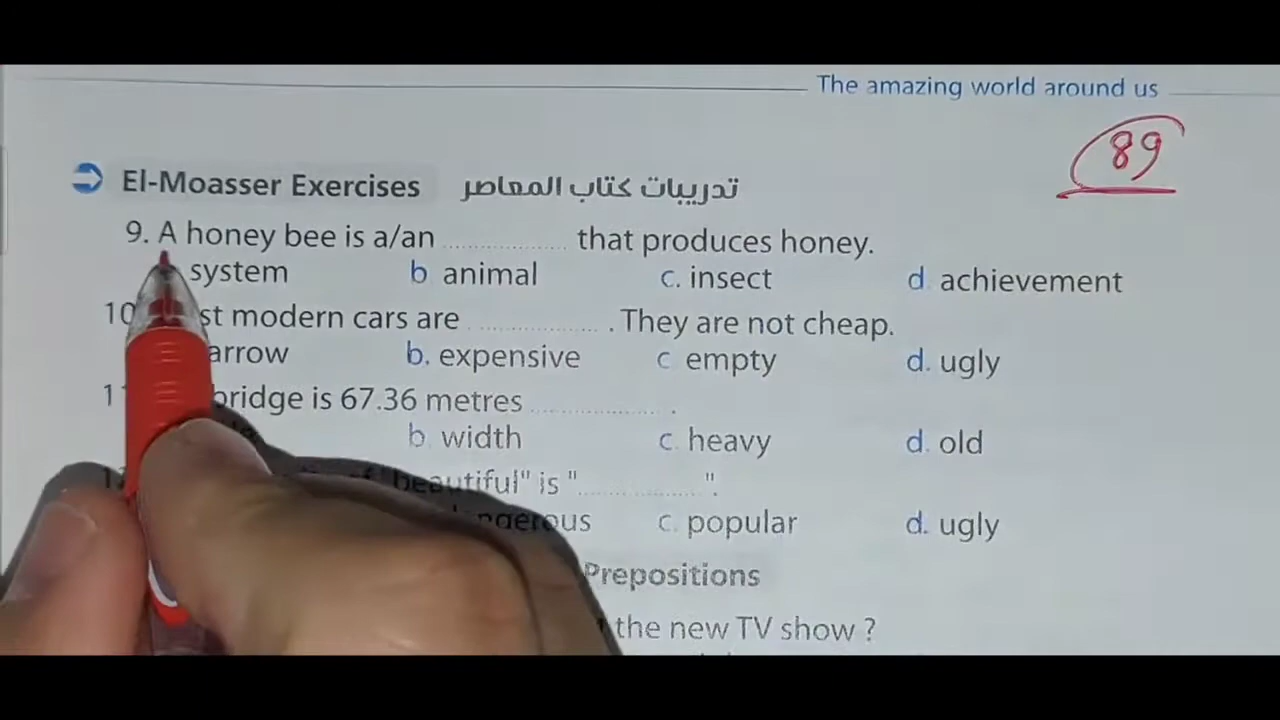 The amazing world around us
89
El-Moasser Exercises تدريبات كتاب المعاصر
9. A honey bee is a/an .................... that produces honey.
system b animal c. insect d. achievement
10 st modern cars are .................... . They are not cheap.
arrow b. expensive c empty d. ugly
bridge is 67.36 metres .................... .
b. width c. heavy d. old
of "beautiful" is "....................".
dangerous c. popular d. ugly
Prepositions
the new TV show ?